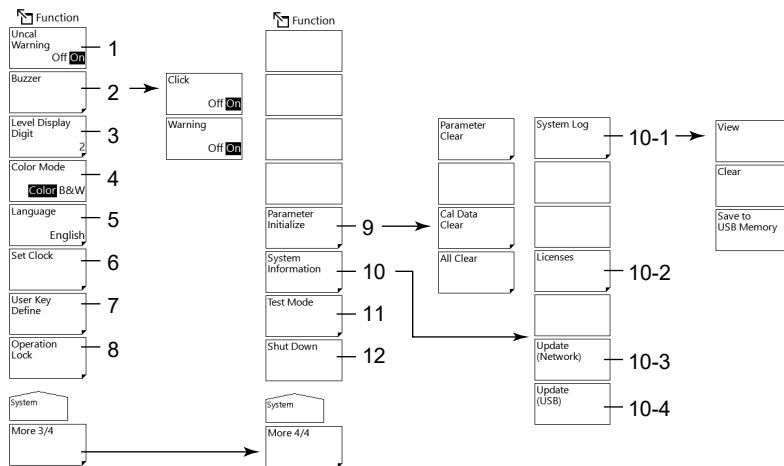 Function
Uncal
Warning
Off On
1
Buzzer
2
Level Display
Digit
2
3
Color Mode
Color B&W
4
Language
English
5
Set Clock
6
User Key
Define
7
Operation
Lock
8
System
More 3/4
Click
Off On
Warning
Off On
Function
Parameter
Initialize
9
System
Information
10
Test Mode
11
Shut Down
12
System
More 4/4
Parameter
Clear
Cal Data
Clear
All Clear
System Log
10-1
Licenses
10-2
Update
(Network)
10-3
Update
(USB)
10-4
View
Clear
Save to
USB Memory